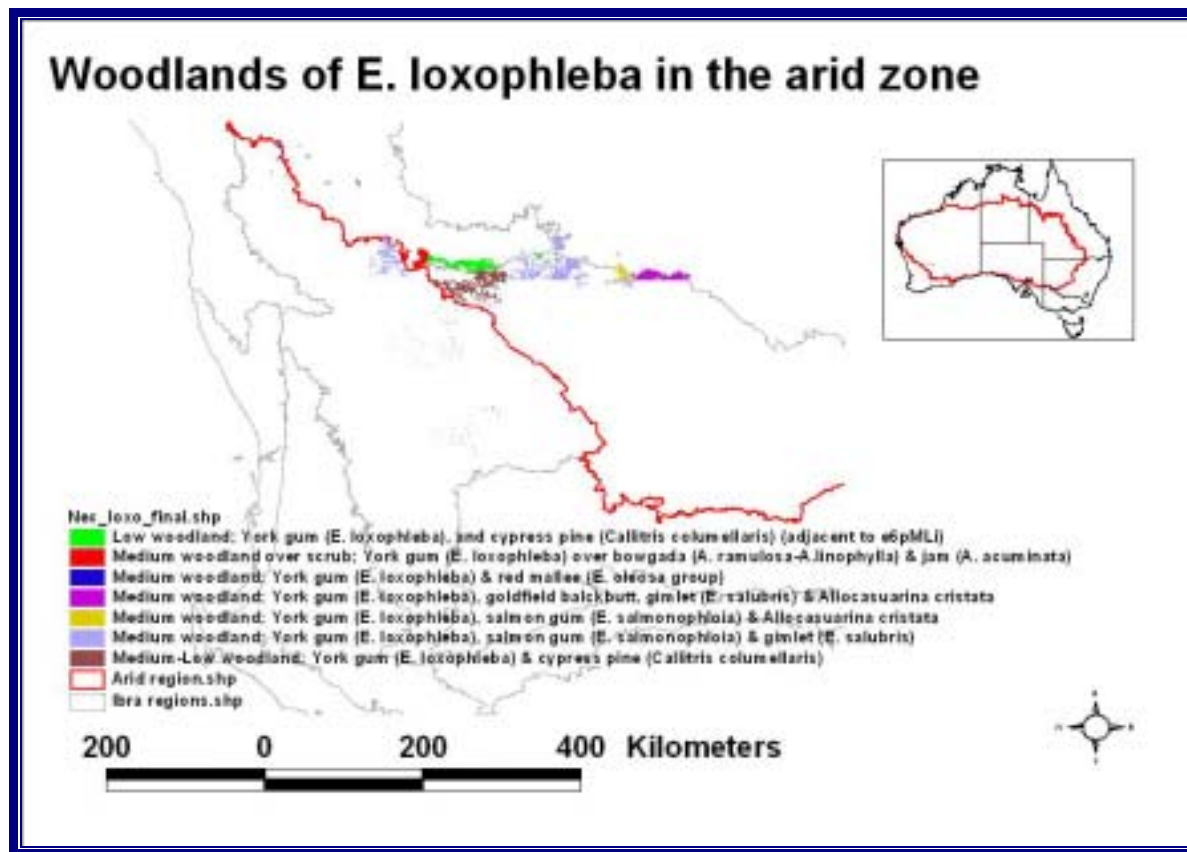 Woodlands of E. loxophleba in the arid zone
Nes_loxo_final.shp
Low woodland; York gum (E. loxophleba), and cypress pine (Callitris columellaris) (adjacent to e6pMLi)
Medium woodland over scrub; York gum (E. loxophleba) over bowgada (A. ramulosa-A.linophylla) & jam (A. acuminata)
Medium woodland; York gum (E. loxophleba) & red mallee (E. oleosa group)
Medium woodland; York gum (E. loxophleba), goldfield balckbutt, gimlet (E. salubris) & Allocasuarina cristata
Medium woodland; York gum (E. loxophleba), salmon gum (E. salmonophloia) & Allocasuarina cristata
Medium woodland; York gum (E. loxophleba), salmon gum (E. salmonophloia) & gimlet (E. salubris)
Medium-Low woodland; York gum (E. loxophleba) & cypress pine (Callitris columellaris)
Arid region.shp
Ibra regions.shp
200 0 200 400 Kilometers